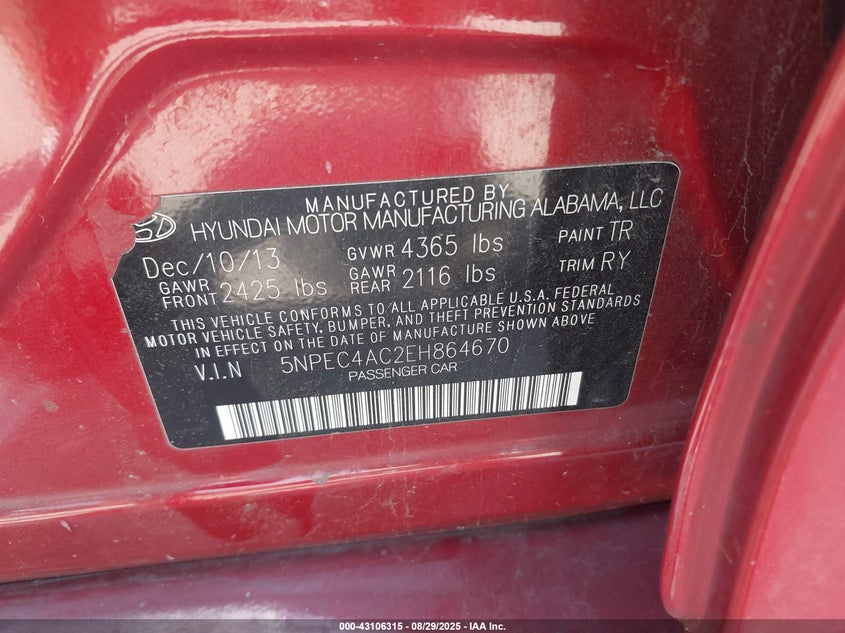 MANUFACTURED BY
HYUNDAI MOTOR MANUFACTURING ALABAMA, LLC
Dec/10/13 GVWR 4365 lbs PAINT TR
GAWR FRONT 2425 lbs GAWR REAR 2116 lbs TRIM RY
THIS VEHICLE CONFORMS TO ALL APPLICABLE U.S.A. FEDERAL
MOTOR VEHICLE SAFETY, BUMPER, AND THEFT PREVENTION STANDARDS
IN EFFECT ON THE DATE OF MANUFACTURE SHOWN ABOVE
V.I.N 5NPEC4AC2EH864670
PASSENGER CAR
000-43106315 - 08/29/2025 - IAA Inc.